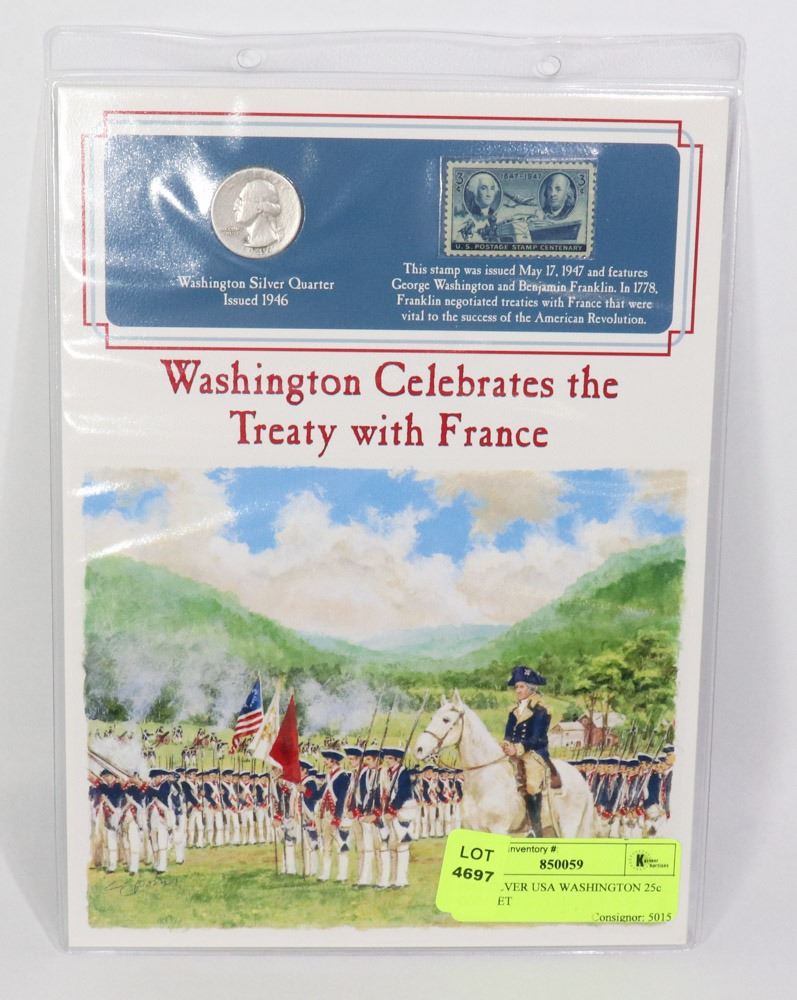 Washington Silver Quarter
Issued 1946
3¢ 1847-1947 3¢
U.S. POSTAGE STAMP CENTENARY
This stamp was issued May 17, 1947 and features
George Washington and Benjamin Franklin. In 1778,
Franklin negotiated treaties with France that were
vital to the success of the American Revolution.
Washington Celebrates the
Treaty with France
LOT
4697
Inventory #:
850059
USA WASHINGTON 25c
Consignor: 5015